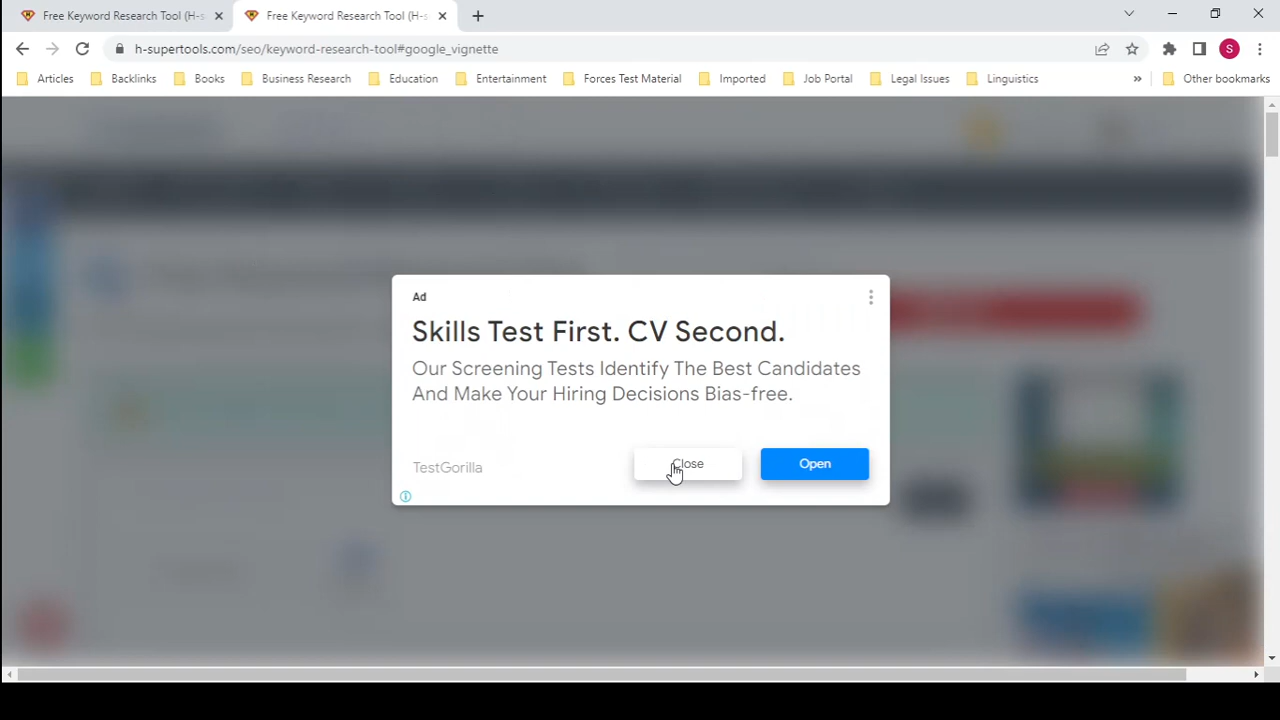 Free Keyword Research Tool (H-s
Free Keyword Research Tool (H-s
h-supertools.com/seo/keyword-research-tool#google_vignette
S
Articles
Backlinks
Books
Business Research
Education
Entertainment
Forces Test Material
Imported
Job Portal
Legal Issues
Linguistics
»
Other bookmarks
Ad
Skills Test First. CV Second.
Our Screening Tests Identify The Best Candidates
And Make Your Hiring Decisions Bias-free.
TestGorilla
Close
Open